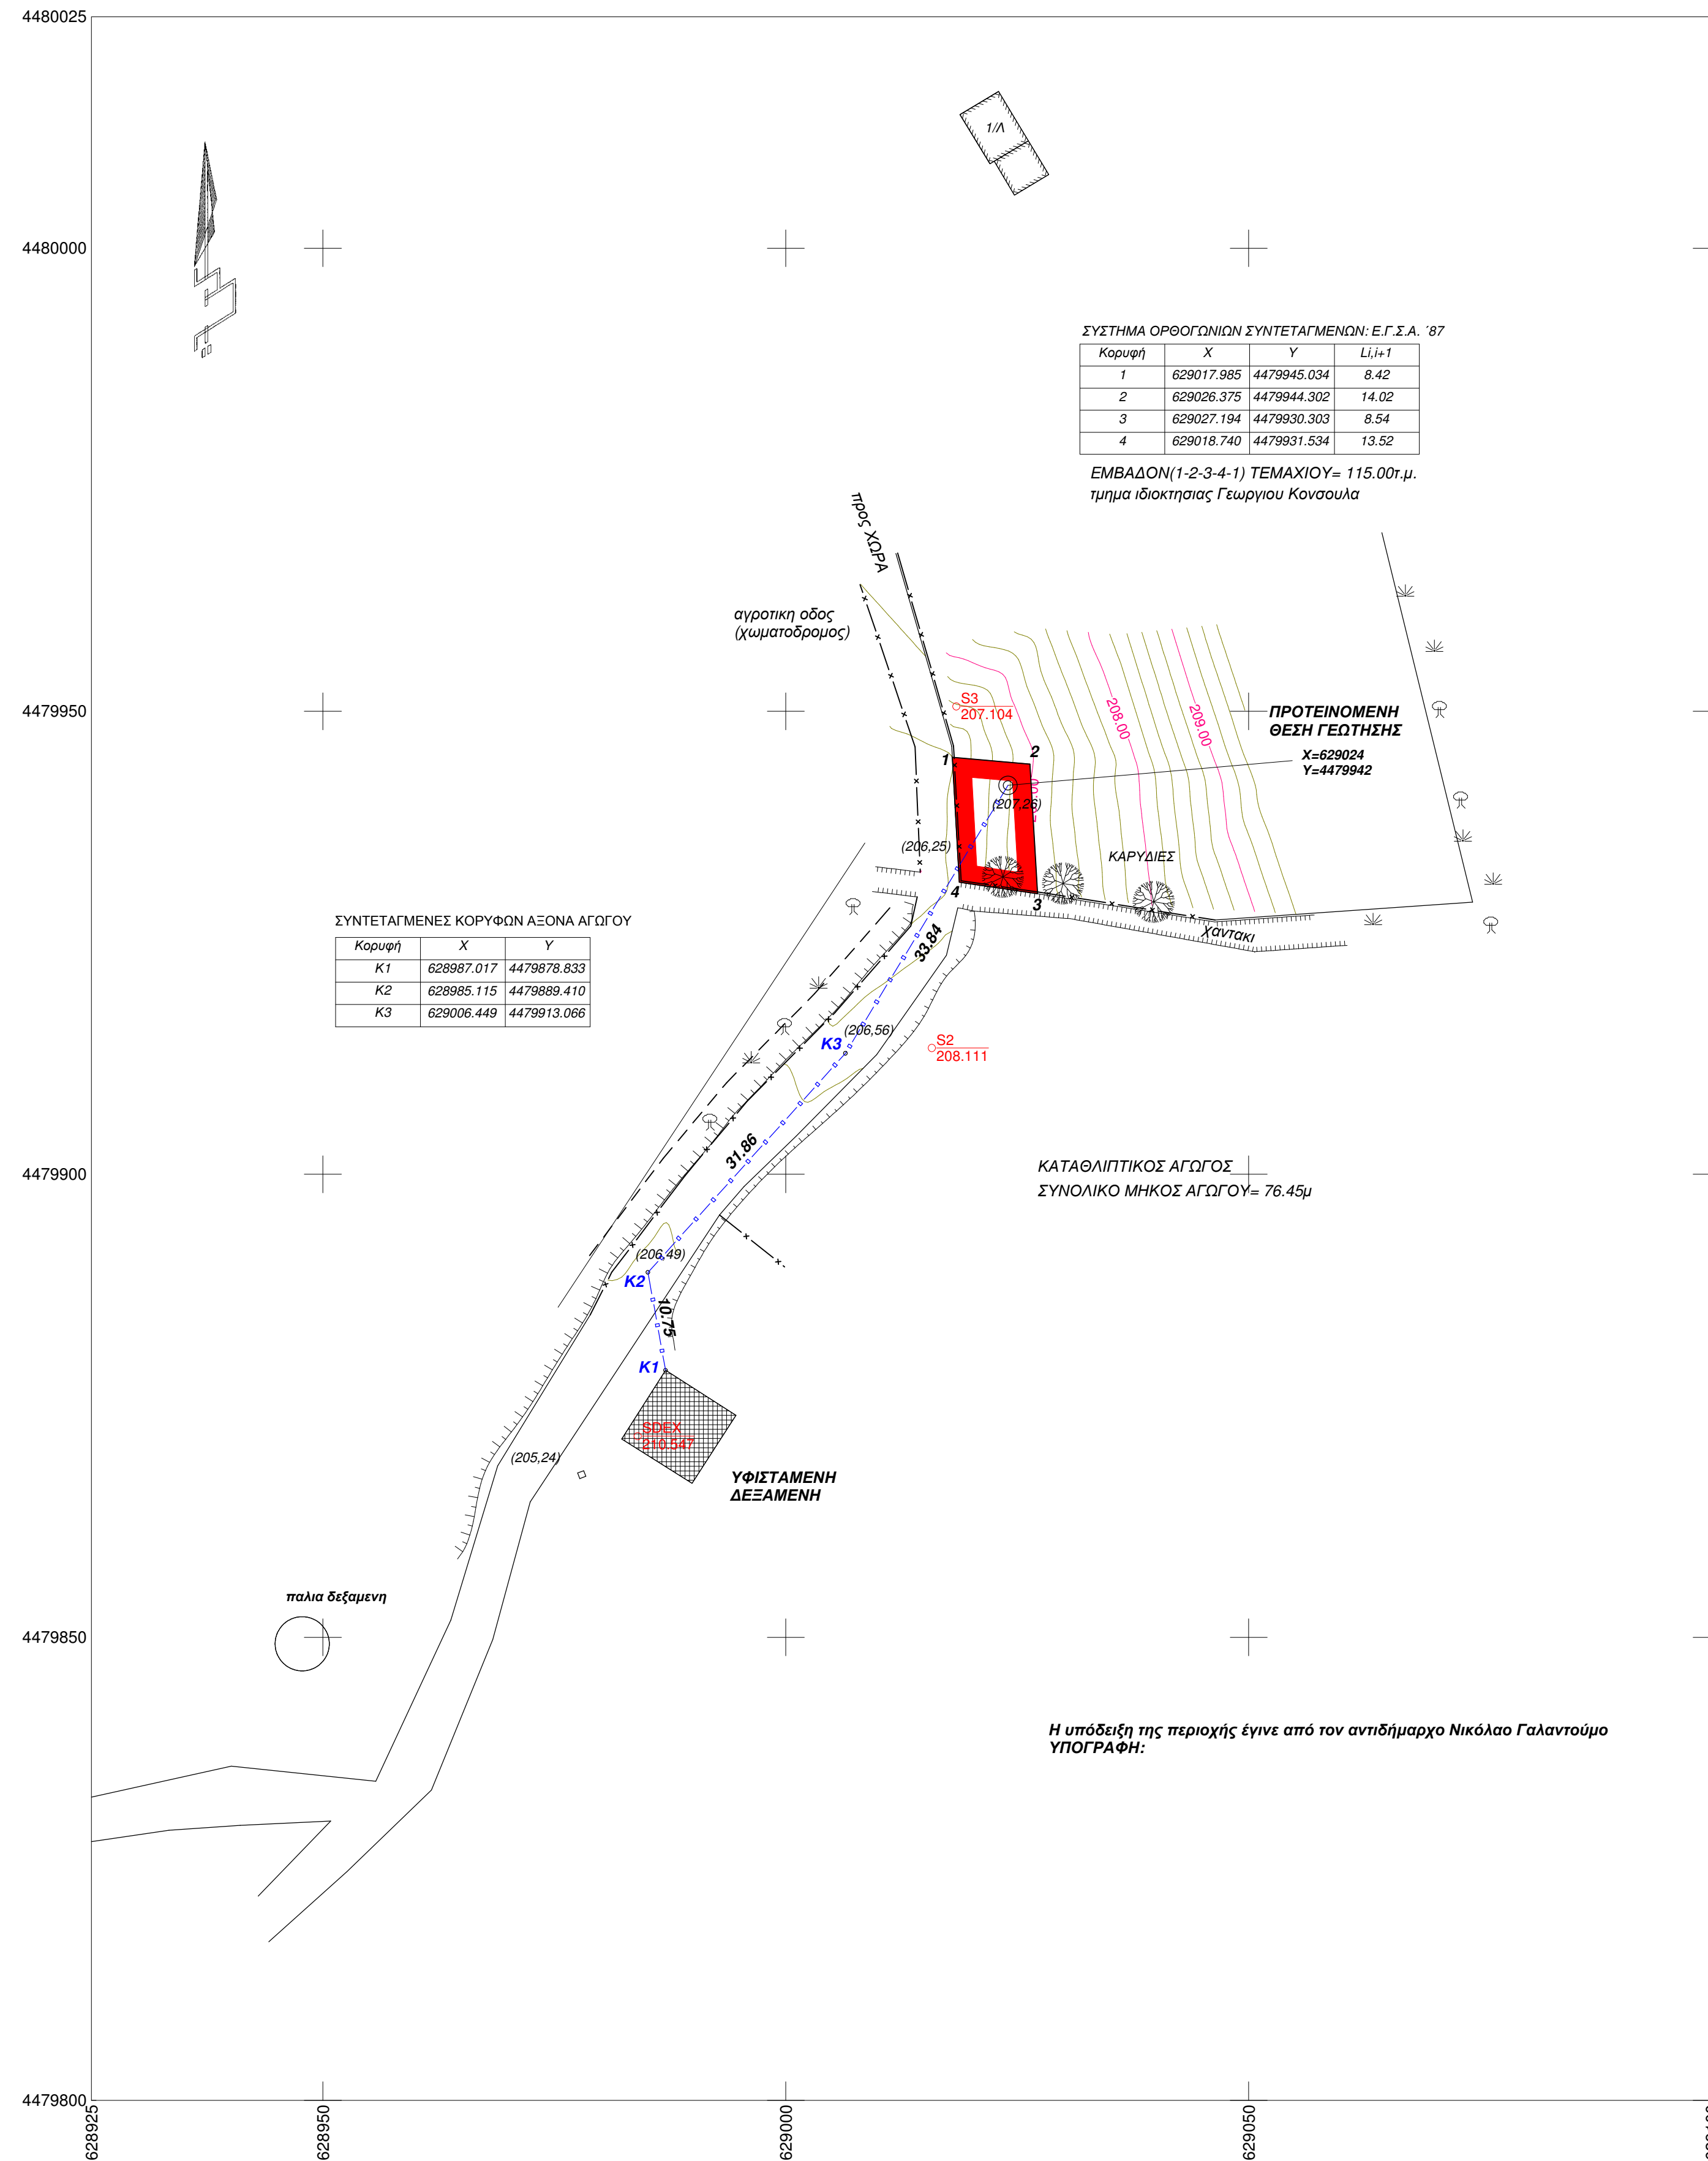 4480025
1/Λ
4480000
ΣΥΣΤΗΜΑ ΟΡΘΟΓΩΝΙΩΝ ΣΥΝΤΕΤΑΓΜΕΝΩΝ: Ε.Γ.Σ.Α. ΄87
Κορυφή X Y Li,i+1
1 629017.985 4479945.034 8.42
2 629026.375 4479944.302 14.02
3 629027.194 4479930.303 8.54
4 629018.740 4479931.534 13.52
ΕΜΒΑΔΟΝ(1-2-3-4-1) ΤΕΜΑΧΙΟΥ= 115.00τ.μ.
τμημα ιδιοκτησιας Γεωργιου Κονσουλα
προς ΧΩΡΑ
αγροτικη οδος
(χωματοδρομος)
4479950
S3
207.104
208.00
209.00
ΠΡΟΤΕΙΝΟΜΕΝΗ
ΘΕΣΗ ΓΕΩΤΗΣΗΣ
X=629024
Y=4479942
1
2
(207,26)
(206,25)
ΚΑΡΥΔΙΕΣ
4
3
Χαντακι
33.84
ΣΥΝΤΕΤΑΓΜΕΝΕΣ ΚΟΡΥΦΩΝ ΑΞΟΝΑ ΑΓΩΓΟΥ
Κορυφή X Y
K1 628987.017 4479878.833
K2 628985.115 4479889.410
K3 629006.449 4479913.066
(206,56)
K3
S2
208.111
31.86
4479900
ΚΑΤΑΘΛΙΠΤΙΚΟΣ ΑΓΩΓΟΣ
ΣΥΝΟΛΙΚΟ ΜΗΚΟΣ ΑΓΩΓΟΥ= 76.45μ
(206,49)
K2
10.75
K1
SDEX
210.547
(205,24)
ΥΦΙΣΤΑΜΕΝΗ
ΔΕΞΑΜΕΝΗ
παλια δεξαμενη
4479850
Η υπόδειξη της περιοχής έγινε από τον αντιδήμαρχο Νικόλαο Γαλαντούμο
ΥΠΟΓΡΑΦΗ:
4479800
628925
628950
629000
629050